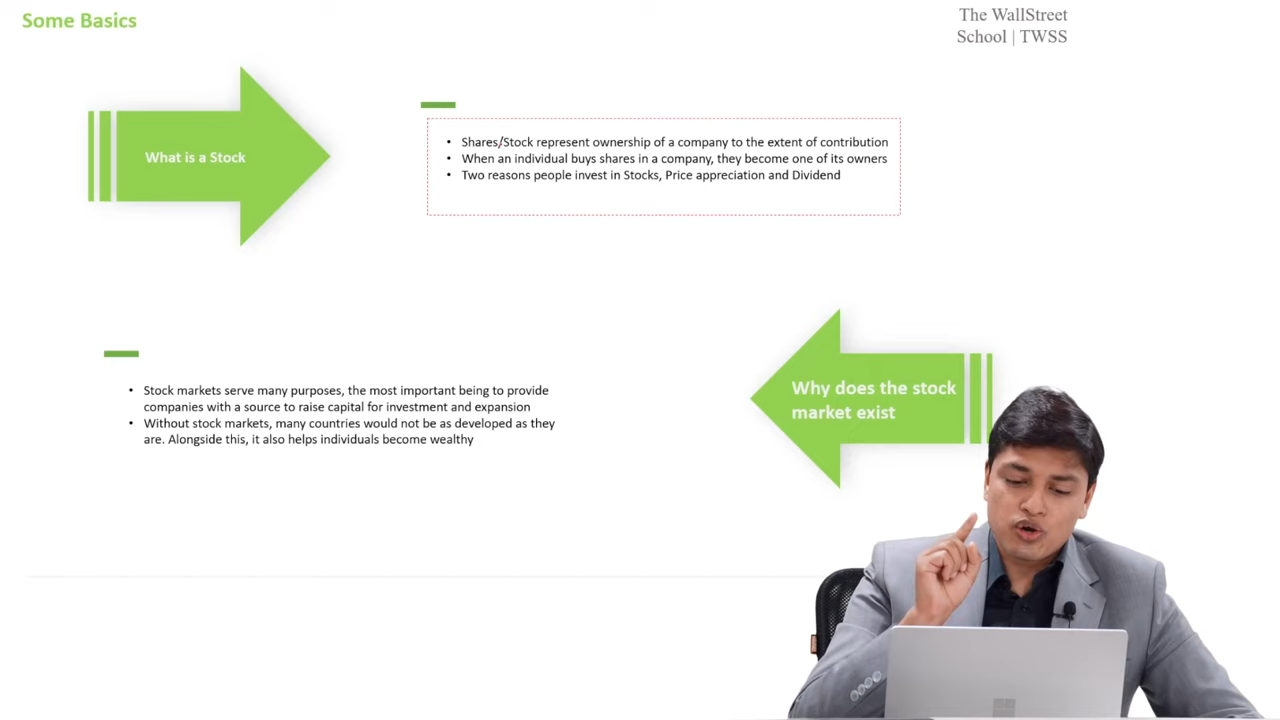 Some Basics
The WallStreet
School | TWSS
What is a Stock
• Shares/Stock represent ownership of a company to the extent of contribution
• When an individual buys shares in a company, they become one of its owners
• Two reasons people invest in Stocks, Price appreciation and Dividend
• Stock markets serve many purposes, the most important being to provide
companies with a source to raise capital for investment and expansion
• Without stock markets, many countries would not be as developed as they
are. Alongside this, it also helps individuals become wealthy
Why does the stock
market exist